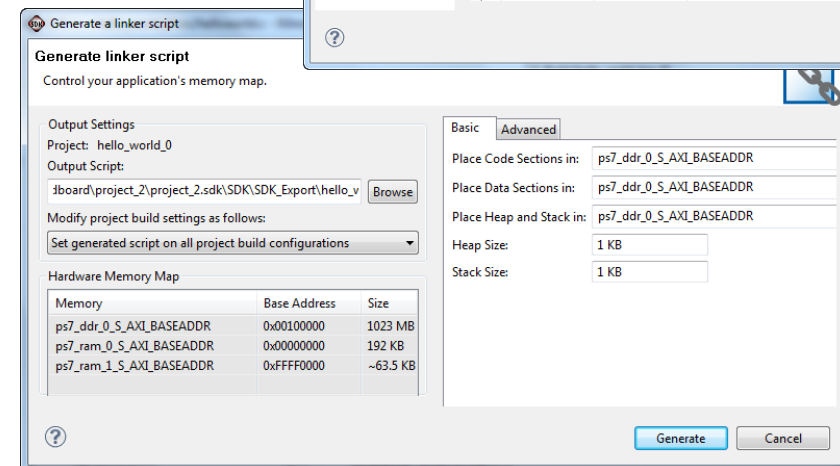 Generate a linker script
Generate linker script
Control your application's memory map.
Output Settings
Project: hello_world_0
Output Script:
dboard\project_2\project_2.sdk\SDK\SDK_Export\hello_v
Browse
Modify project build settings as follows:
Set generated script on all project build configurations
Hardware Memory Map
Memory Base Address Size
ps7_ddr_0_S_AXI_BASEADDR 0x00100000 1023 MB
ps7_ram_0_S_AXI_BASEADDR 0x00000000 192 KB
ps7_ram_1_S_AXI_BASEADDR 0xFFFF0000 ~63.5 KB
Basic Advanced
Place Code Sections in: ps7_ddr_0_S_AXI_BASEADDR
Place Data Sections in: ps7_ddr_0_S_AXI_BASEADDR
Place Heap and Stack in: ps7_ddr_0_S_AXI_BASEADDR
Heap Size: 1 KB
Stack Size: 1 KB
? 
Generate Cancel